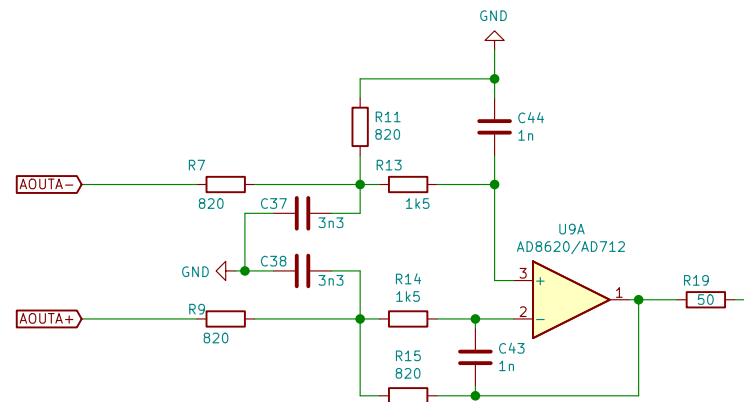 GND
R11
820
C44
1n
R7
820
R13
1k5
AOUTA-
C37
3n3
U9A
AD8620/AD712
GND
C38
3n3
3
+
R14
1k5
1
R19
50
2
−
AOUTA+
R9
820
C43
1n
R15
820